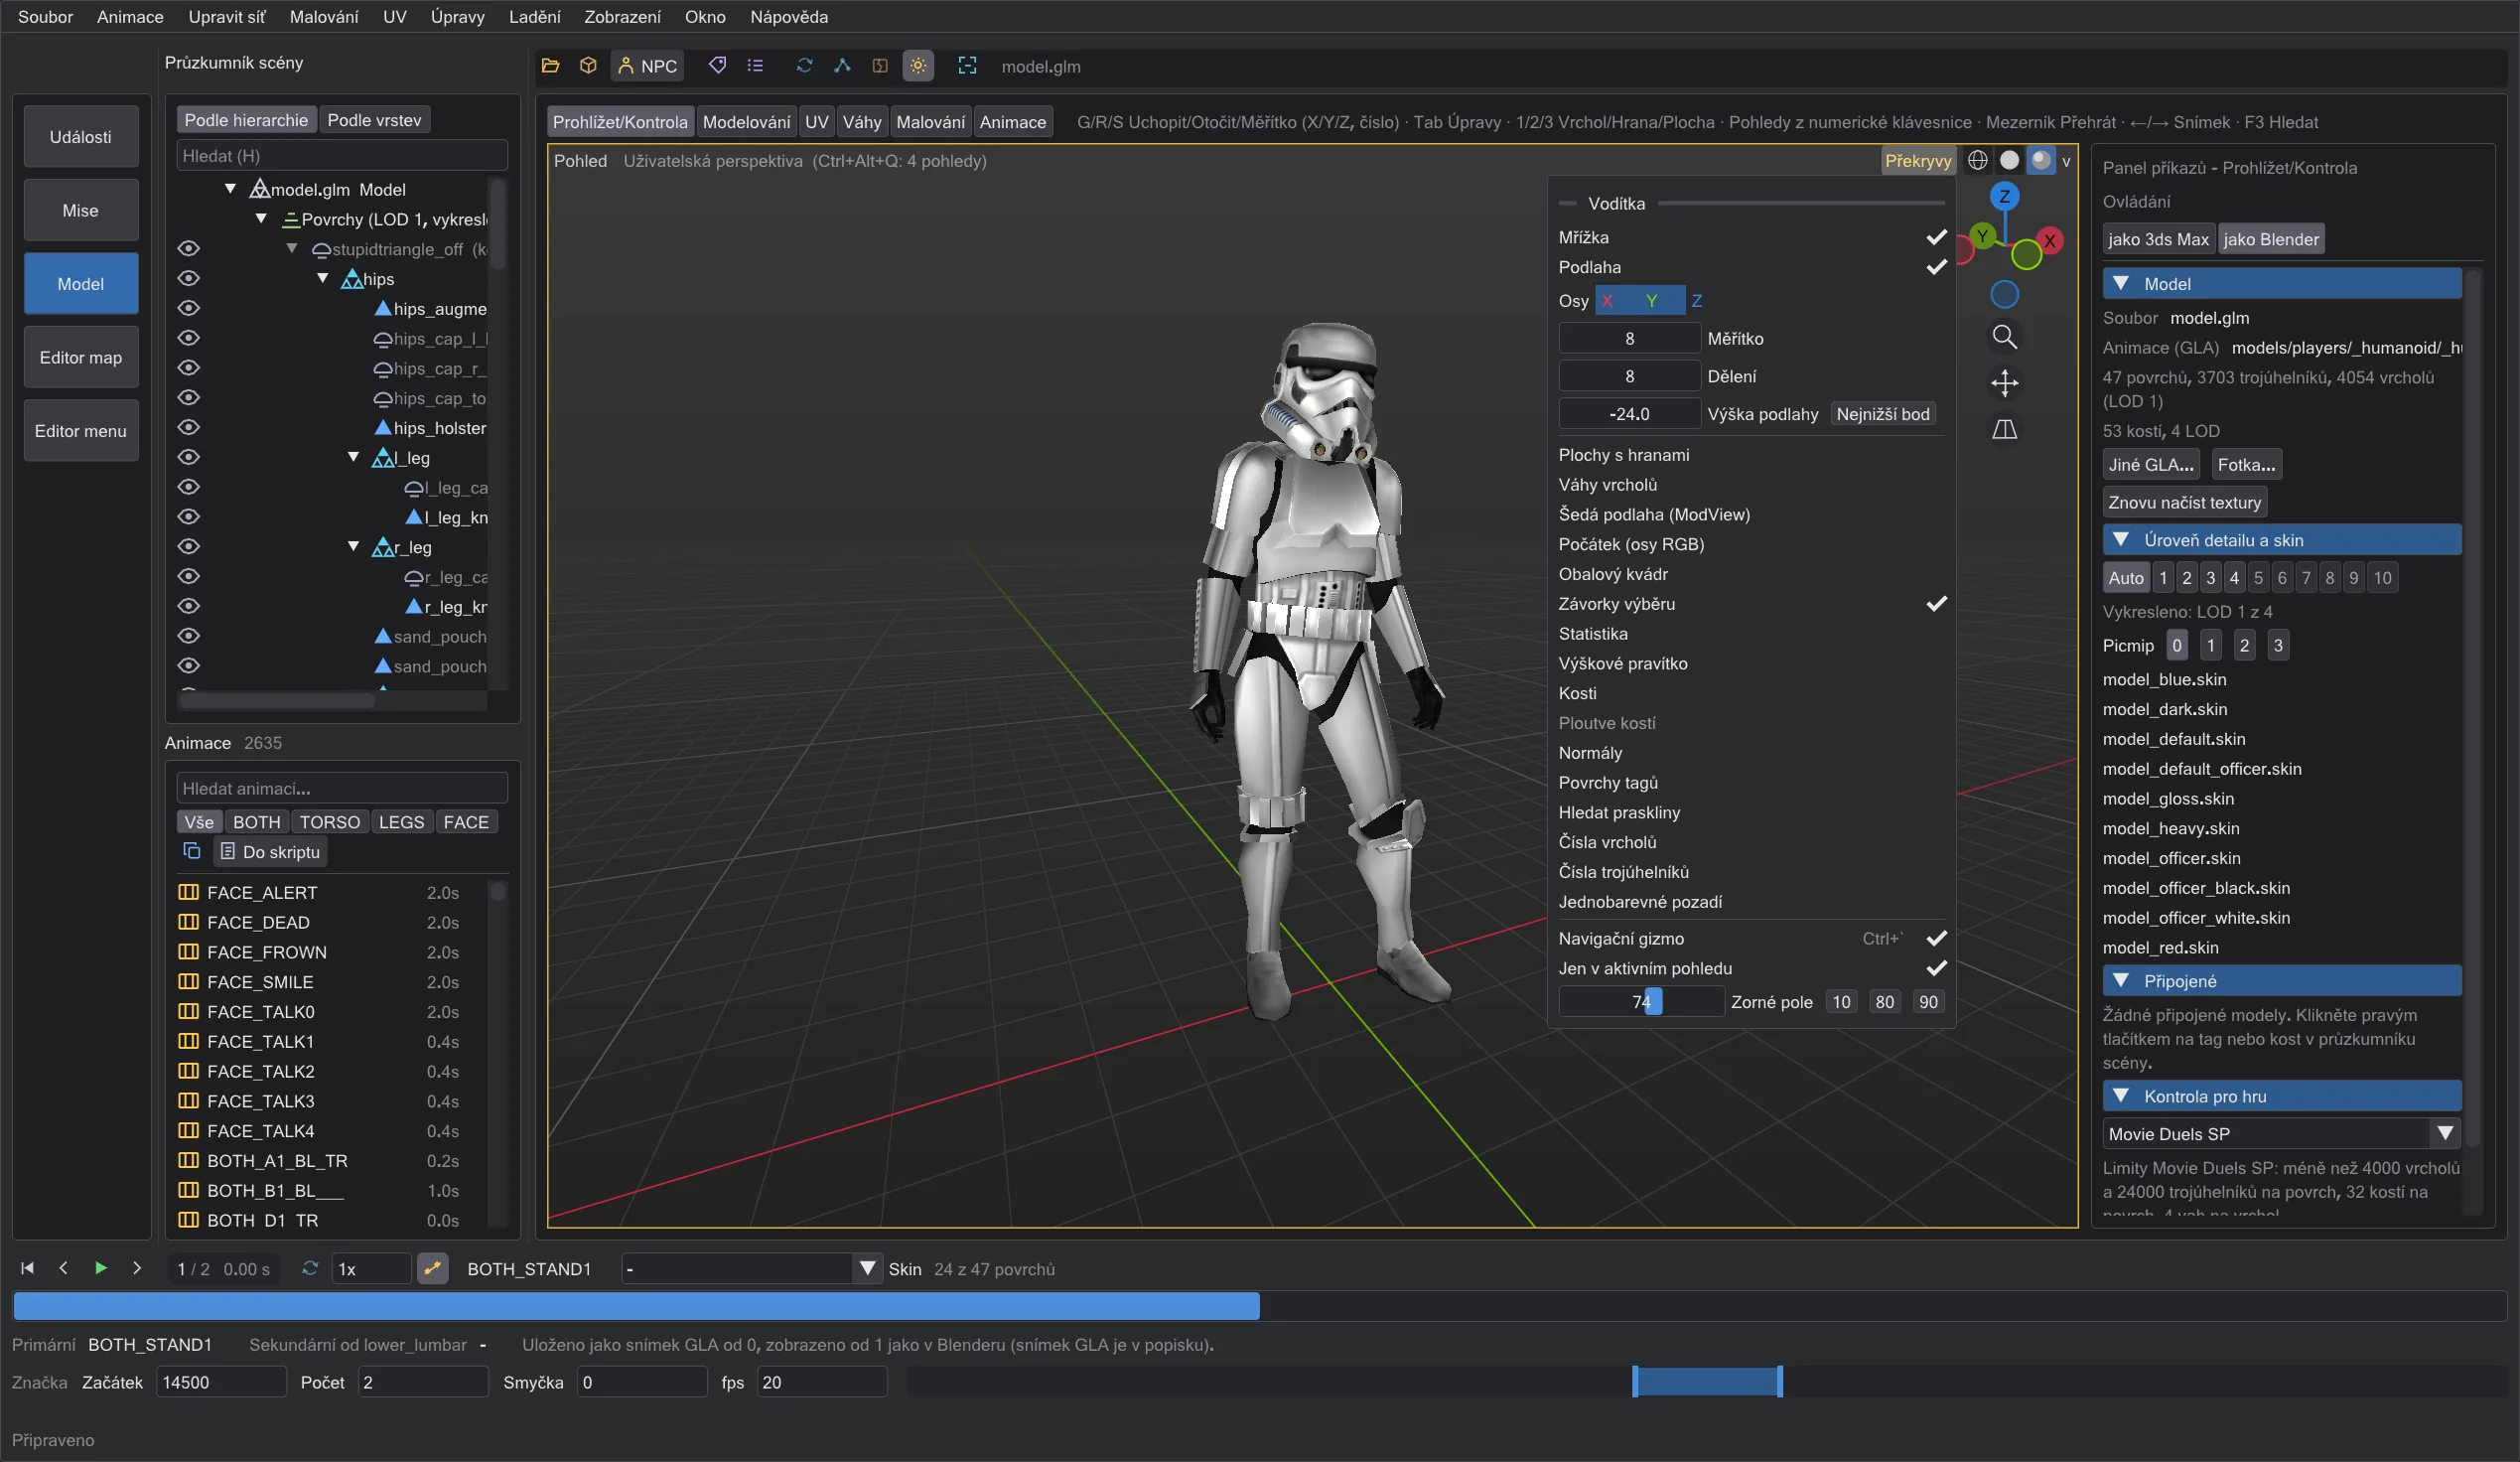 Soubor Animace Upravit síť Malování UV Úpravy Ladění Zobrazení Okno Nápověda
Průzkumník scény
NPC model.glm
Události
Mise
Model
Editor map
Editor menu
Podle hierarchie Podle vrstev
Hledat (H)
model.glm Model
Povrchy (LOD 1, vykresl
stupidtriangle_off (k
hips
hips_augme
hips_cap_l_l
hips_cap_r_
hips_cap_to
hips_holster
l_leg
l_leg_ca
l_leg_kn
r_leg
r_leg_ca
r_leg_kn
sand_pouch
sand_pouch
Animace 2635
Hledat animaci...
Vše BOTH TORSO LEGS FACE
Do skriptu
FACE_ALERT 2.0s
FACE_DEAD 2.0s
FACE_FROWN 2.0s
FACE_SMILE 2.0s
FACE_TALK0 2.0s
FACE_TALK1 0.4s
FACE_TALK2 0.4s
FACE_TALK3 0.4s
FACE_TALK4 0.4s
BOTH_A1_BL_TR 0.2s
BOTH_B1_BL___ 1.0s
BOTH_D1_TR 0.0s
Prohlížet/Kontrola Modelování UV Váhy Malování Animace G/R/S Uchopit/Otočit/Měřítko (X/Y/Z, číslo) · Tab Úpravy · 1/2/3 Vrchol/Hrana/Plocha · Pohledy z numerické klávesnice · Mezerník Přehrát · ←/→ Snímek · F3 Hledat
Pohled Uživatelská perspektiva (Ctrl+Alt+Q: 4 pohledy) Překryvy v
Z
Y
X
Vodítka
Mřížka
Podlaha
Osy X Y Z
8 Měřítko
8 Dělení
-24.0 Výška podlahy Nejnižší bod
Plochy s hranami
Váhy vrcholů
Šedá podlaha (ModView)
Počátek (osy RGB)
Obalový kvádr
Závorky výběru
Statistika
Výškové pravítko
Kosti
Ploutve kostí
Normály
Povrchy tagů
Hledat praskliny
Čísla vrcholů
Čísla trojúhelníků
Jednobarevné pozadí
Navigační gizmo Ctrl+`
Jen v aktivním pohledu
74 Zorné pole 10 80 90
Panel příkazů - Prohlížet/Kontrola
Ovládání
jako 3ds Max jako Blender
Model
Soubor model.glm
Animace (GLA) models/players/_humanoid/_hu
47 povrchů, 3703 trojúhelníků, 4054 vrcholů
(LOD 1)
53 kostí, 4 LOD
Jiné GLA... Fotka...
Znovu načíst textury
Úroveň detailu a skin
Auto 1 2 3 4 5 6 7 8 9 10
Vykresleno: LOD 1 z 4
Picmip 0 1 2 3
model_blue.skin
model_dark.skin
model_default.skin
model_default_officer.skin
model_gloss.skin
model_heavy.skin
model_officer.skin
model_officer_black.skin
model_officer_white.skin
model_red.skin
Připojené
Žádné připojené modely. Klikněte pravým
tlačítkem na tag nebo kost v průzkumníku
scény.
Kontrola pro hru
Movie Duels SP
Limity Movie Duels SP: méně než 4000 vrcholů
a 24000 trojúhelníků na povrch, 32 kostí na
povrch, 4 vah na vrchol
1 / 2 0.00 s 1x BOTH_STAND1 - Skin 24 z 47 povrchů
Primární BOTH_STAND1 Sekundární od lower_lumbar - Uloženo jako snímek GLA od 0, zobrazeno od 1 jako v Blenderu (snímek GLA je v popisku).
Značka Začátek 14500 Počet 2 Smyčka 0 fps 20
Připraveno